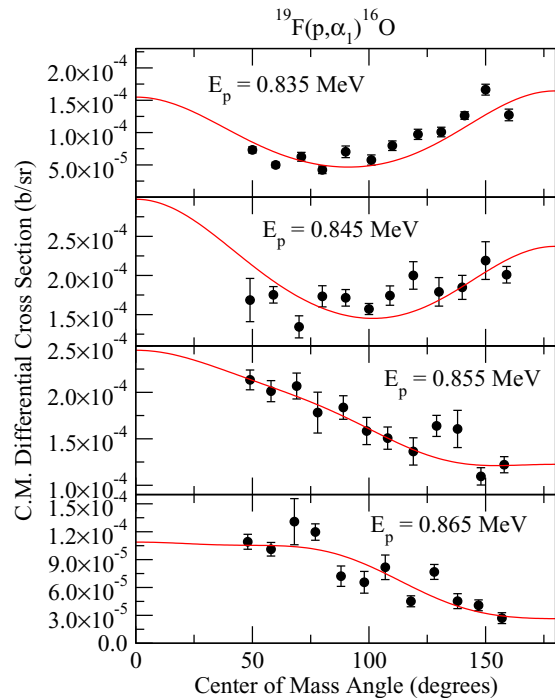 ¹⁹F(p,α₁)¹⁶O
C.M. Differential Cross Section (b/sr)
2.0×10⁻⁴
1.5×10⁻⁴
1.0×10⁻⁴
5.0×10⁻⁵
Eₚ = 0.835 MeV
2.5×10⁻⁴
2.0×10⁻⁴
1.5×10⁻⁴
Eₚ = 0.845 MeV
2.5×10⁻⁴
2.0×10⁻⁴
1.5×10⁻⁴
1.0×10⁻⁴
Eₚ = 0.855 MeV
1.5×10⁻⁴
1.2×10⁻⁴
9.0×10⁻⁵
6.0×10⁻⁵
3.0×10⁻⁵
0.0
Eₚ = 0.865 MeV
0 50 100 150
Center of Mass Angle (degrees)